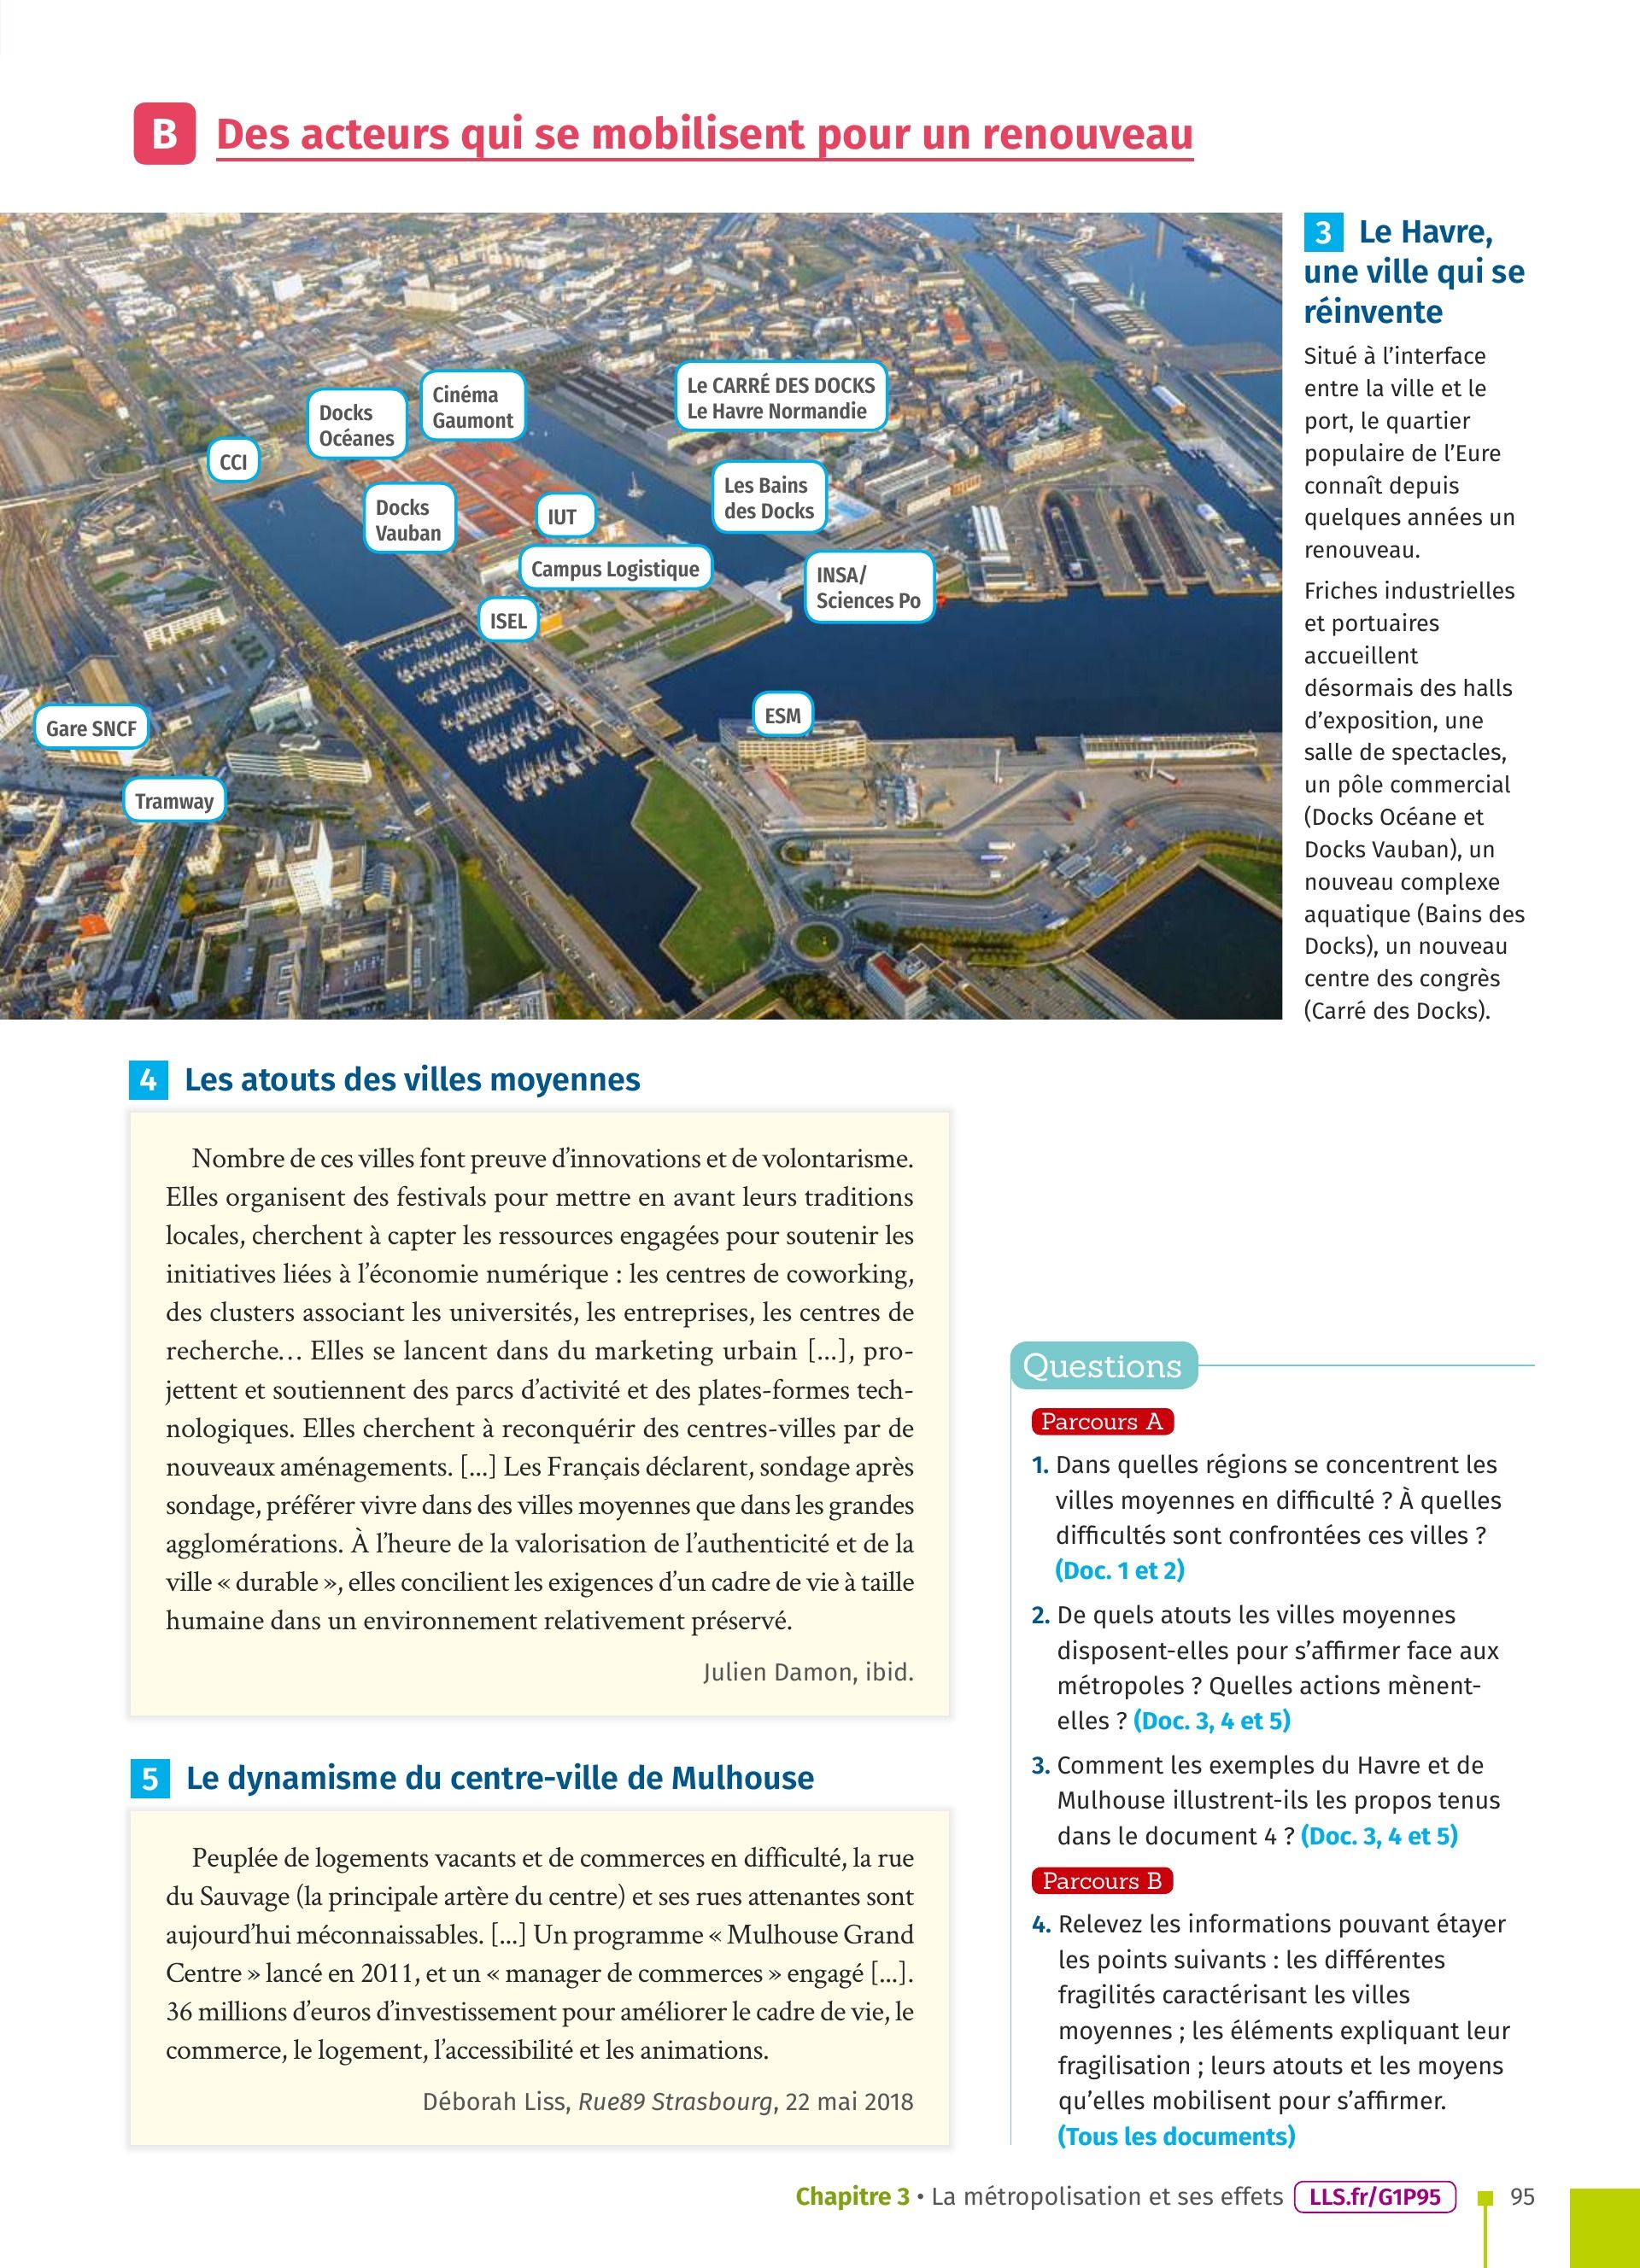 B Des acteurs qui se mobilisent pour un renouveau
CCI
Docks
Océanes
Cinéma
Gaumont
Docks
Vauban
IUT
Campus Logistique
ISEL
Le CARRÉ DES DOCKS
Le Havre Normandie
Les Bains
des Docks
INSA/
Sciences Po
ESM
Gare SNCF
Tramway
3 Le Havre,
une ville qui se
réinvente
Situé à l’interface
entre la ville et le
port, le quartier
populaire de l’Eure
connaît depuis
quelques années un
renouveau.
Friches industrielles
et portuaires
accueillent
désormais des halls
d’exposition, une
salle de spectacles,
un pôle commercial
(Docks Océane et
Docks Vauban), un
nouveau complexe
aquatique (Bains des
Docks), un nouveau
centre des congrès
(Carré des Docks).
4 Les atouts des villes moyennes
Nombre de ces villes font preuve d’innovations et de volontarisme.
Elles organisent des festivals pour mettre en avant leurs traditions
locales, cherchent à capter les ressources engagées pour soutenir les
initiatives liées à l’économie numérique : les centres de coworking,
des clusters associant les universités, les entreprises, les centres de
recherche… Elles se lancent dans du marketing urbain [...], pro-
jettent et soutiennent des parcs d’activité et des plates-formes tech-
nologiques. Elles cherchent à reconquérir des centres-villes par de
nouveaux aménagements. [...] Les Français déclarent, sondage après
sondage, préférer vivre dans des villes moyennes que dans les grandes
agglomérations. À l’heure de la valorisation de l’authenticité et de la
ville « durable », elles concilient les exigences d’un cadre de vie à taille
humaine dans un environnement relativement préservé.
Julien Damon, ibid.
5 Le dynamisme du centre-ville de Mulhouse
Peuplée de logements vacants et de commerces en difficulté, la rue
du Sauvage (la principale artère du centre) et ses rues attenantes sont
aujourd’hui méconnaissables. [...] Un programme « Mulhouse Grand
Centre » lancé en 2011, et un « manager de commerces » engagé [...].
36 millions d’euros d’investissement pour améliorer le cadre de vie, le
commerce, le logement, l’accessibilité et les animations.
Déborah Liss, Rue89 Strasbourg, 22 mai 2018
Questions
Parcours A
1. Dans quelles régions se concentrent les
villes moyennes en difficulté ? À quelles
difficultés sont confrontées ces villes ?
(Doc. 1 et 2)
2. De quels atouts les villes moyennes
disposent-elles pour s’affirmer face aux
métropoles ? Quelles actions mènent-
elles ? (Doc. 3, 4 et 5)
3. Comment les exemples du Havre et de
Mulhouse illustrent-ils les propos tenus
dans le document 4 ? (Doc. 3, 4 et 5)
Parcours B
4. Relevez les informations pouvant étayer
les points suivants : les différentes
fragilités caractérisant les villes
moyennes ; les éléments expliquant leur
fragilisation ; leurs atouts et les moyens
qu’elles mobilisent pour s’affirmer.
(Tous les documents)
Chapitre 3 • La métropolisation et ses effets LLS.fr/G1P95 95